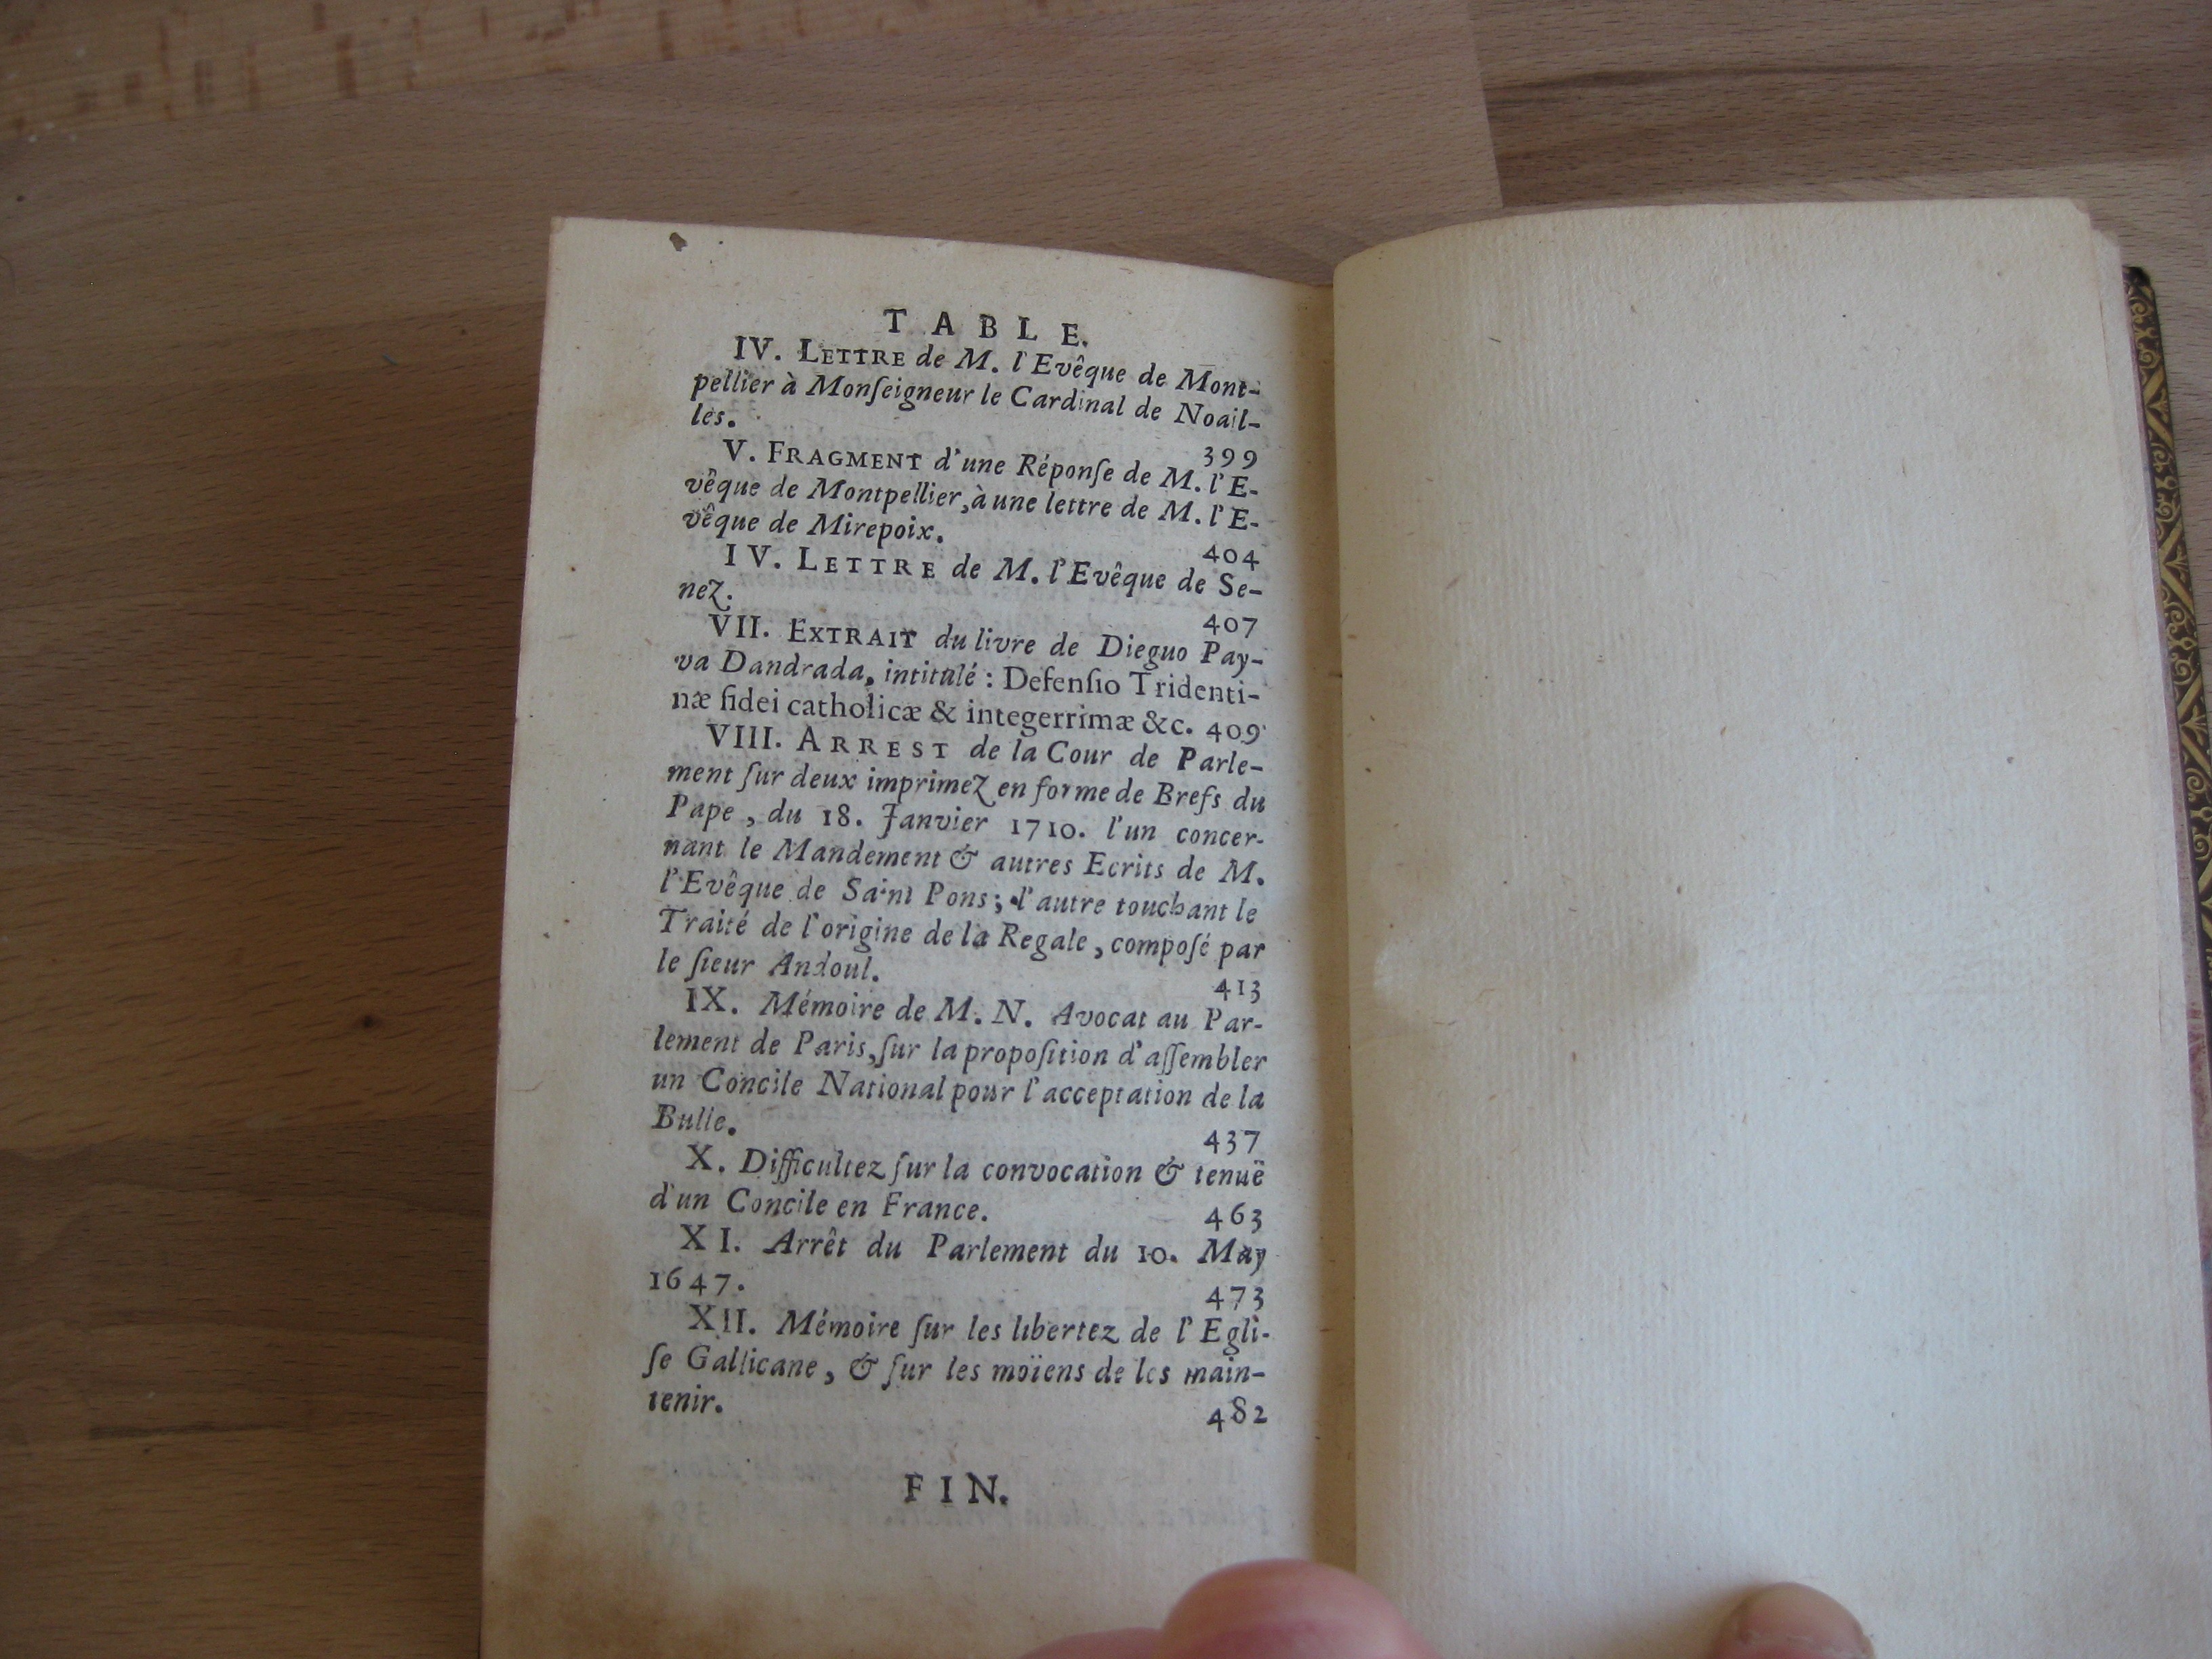 TABLE.
IV. LETTRE de M. l'Evêque de Mont-
pellier à Monſeigneur le Cardinal de Noail-
les. 399
V. FRAGMENT d'une Réponſe de M. l'E-
vêque de Montpellier, à une lettre de M. l'E-
vêque de Mirepoix. 404
IV. LETTRE de M. l'Evêque de Se-
nez. 407
VII. EXTRAIT du livre de Dieguo Pay-
va Dandrada, intitulé : Defenſio Tridenti-
næ fidei catholicæ & integerrimæ &c. 409
VIII. ARREST de la Cour de Parle-
ment ſur deux imprimez en forme de Brefs du
Pape, du 18. Janvier 1710. l'un concer-
nant le Mandement & autres Ecrits de M.
l'Evêque de Saint Pons ; l'autre touchant le
Traité de l'origine de la Regale, compoſé par
le ſieur Andoul. 413
IX. Mémoire de M. N. Avocat au Par-
lement de Paris, ſur la propoſition d'aſſembler
un Concile National pour l'acceptation de la
Bulle. 437
X. Difficultez ſur la convocation & tenuë
d'un Concile en France. 463
XI. Arrêt du Parlement du 10. May
1647. 473
XII. Mémoire ſur les libertez de l'Egli-
ſe Gallicane, & ſur les moïens de les main-
tenir. 482
FIN.